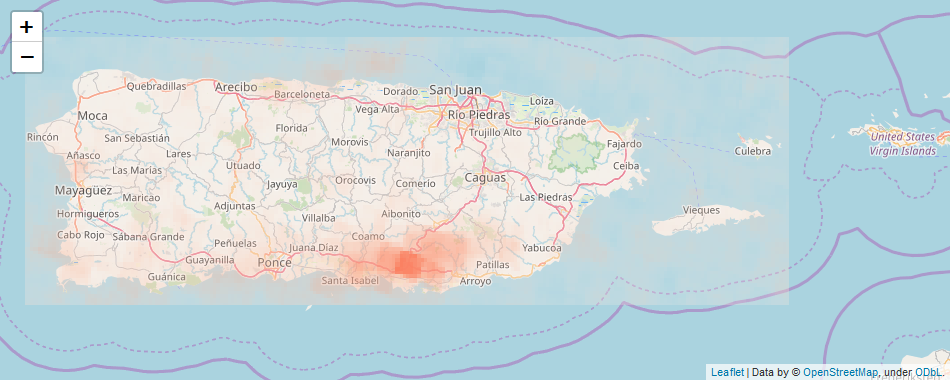 +
−
Quebradillas
Arecibo
Barceloneta
Dorado
San Juan
Loíza
Moca
Vega Alta
Río Piedras
Río Grande
Rincón
San Sebastián
Florida
Morovis
Trujillo Alto
Fajardo
United States
Virgin Islands
Culebra
Añasco
Lares
Utuado
Naranjito
Ceiba
Las Marías
Mayagüez
Maricao
Jayuya
Orocovis
Comerío
Caguas
Las Piedras
Hormigueros
Adjuntas
Villalba
Aibonito
Vieques
Cabo Rojo
Sábana Grande
Peñuelas
Juana Díaz
Coamo
Yabucoa
Guayanilla
Ponce
Patillas
Guánica
Santa Isabel
Arroyo
Leaflet | Data by © OpenStreetMap, under ODbL.